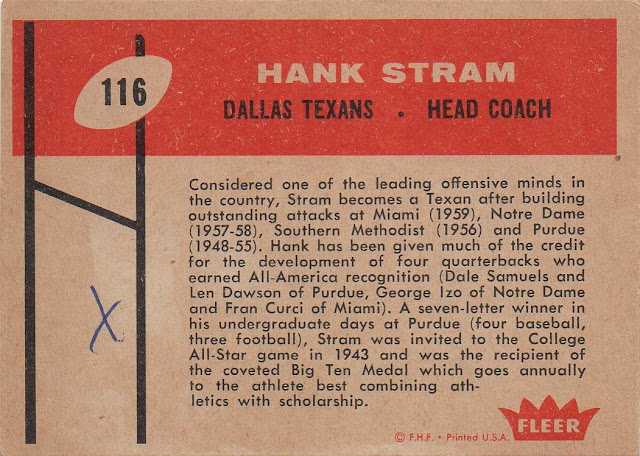 116
HANK STRAM
DALLAS TEXANS . HEAD COACH
Considered one of the leading offensive minds in
the country, Stram becomes a Texan after building
outstanding attacks at Miami (1959), Notre Dame
(1957-58), Southern Methodist (1956) and Purdue
(1948-55). Hank has been given much of the credit
for the development of four quarterbacks who
earned All-America recognition (Dale Samuels and
Len Dawson of Purdue, George Izo of Notre Dame
and Fran Curci of Miami). A seven-letter winner in
his undergraduate days at Purdue (four baseball,
three football), Stram was invited to the College
All-Star game in 1943 and was the recipient of
the coveted Big Ten Medal which goes annually
to the athlete best combining ath-
letics with scholarship.
X
FLEER
© F.H.F. • Printed U.S.A.